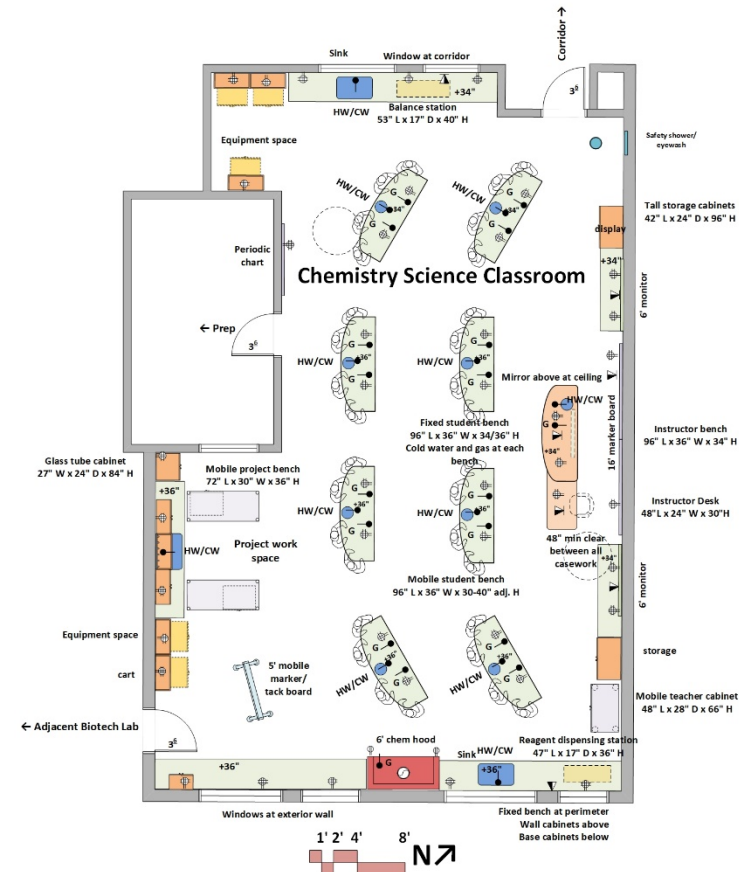 Corridor →
Sink
Window at corridor
3⁶
+34"
HW/CW
Balance station
53" L x 17" D x 40" H
Safety shower/
eyewash
Equipment space
HW/CW
G
+34"
G
HW/CW
G
+34"
G
Tall storage cabinets
42" L x 24" D x 96" H
display
Periodic
chart
+34"
Chemistry Science Classroom
6' monitor
← Prep
3⁶
HW/CW
G
+36"
G
HW/CW
G
+36"
G
Mirror above at ceiling
HW/CW
G
+34"
16' marker board
Fixed student bench
96" L x 36" W x 34/36" H
Cold water and gas at each
bench
Instructor bench
96" L x 36" W x 34" H
Glass tube cabinet
27" W x 24" D x 84" H
Mobile project bench
72" L x 30" W x 36" H
+36"
HW/CW
G
+36"
G
HW/CW
G
+36"
G
Instructor Desk
48"L x 24" W x 30"H
HW/CW
Project work
space
48" min clear
between all
casework
+34"
6' monitor
Mobile student bench
96" L x 36" W x 30-40" adj. H
Equipment space
cart
5' mobile
marker/
tack board
HW/CW
G
+36"
G
HW/CW
G
+36"
G
storage
Mobile teacher cabinet
48" L x 28" D x 66" H
← Adjacent Biotech Lab
3⁶
6' chem hood
G
Reagent dispensing station
47" L x 17" D x 36" H
+36"
Sink
HW/CW
+36"
Windows at exterior wall
Fixed bench at perimeter
Wall cabinets above
Base cabinets below
1' 2' 4' 8'
N